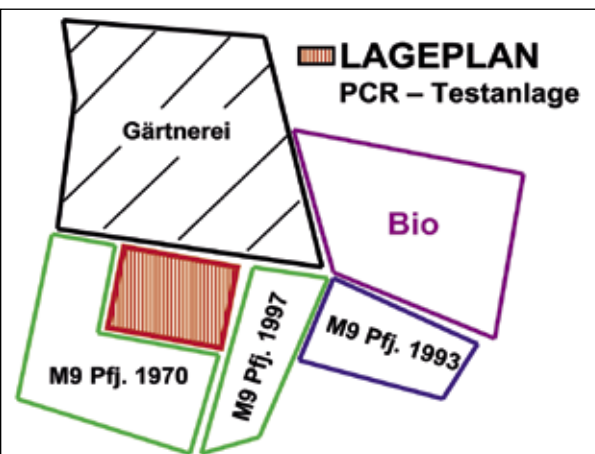 LAGEPLAN
PCR – Testanlage
Gärtnerei
Bio
M9 Pfj. 1970
M9 Pfj. 1997
M9 Pfj. 1993